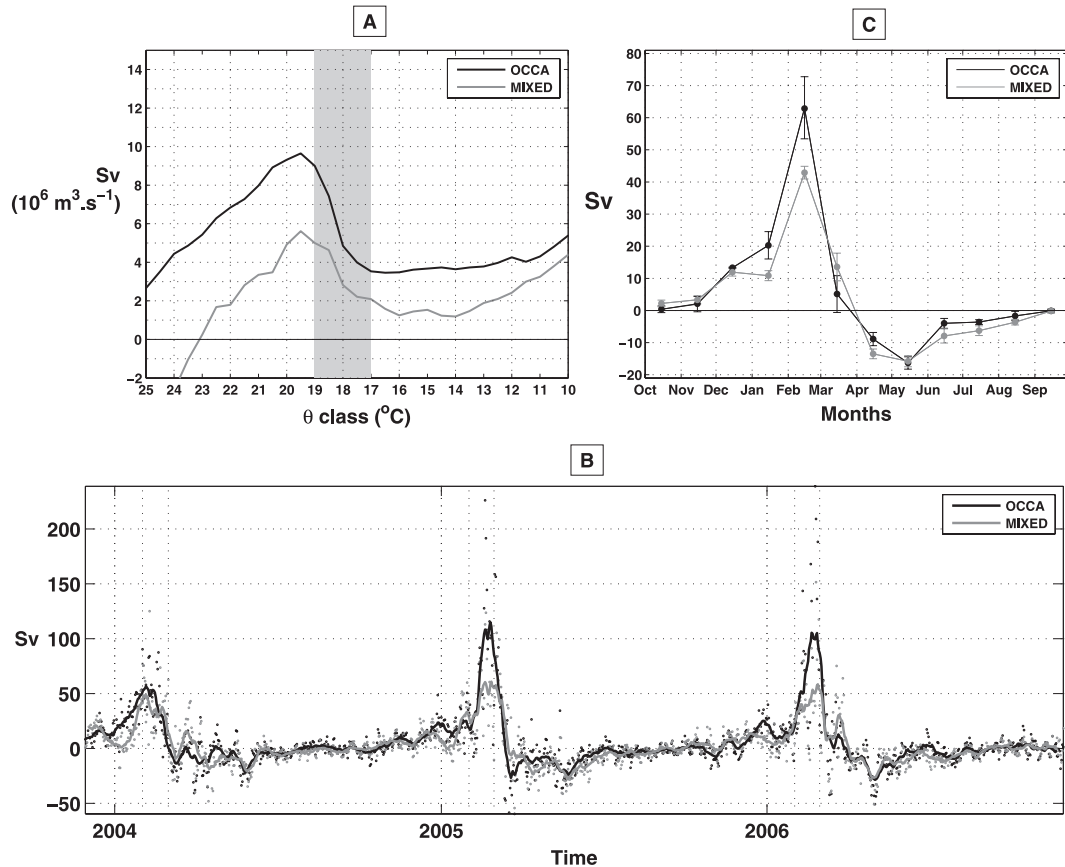 A
14
12
10
8
6
4
2
0
−2
Sv
(10⁶ m³.s⁻¹)
OCCA
MIXED
25 24 23 22 21 20 19 18 17 16 15 14 13 12 11 10
θ class (°C)
C
80
70
60
50
40
30
20
10
0
−10
−20
Sv
OCCA
MIXED
Oct Nov Dec Jan Feb Mar Apr May Jun Jul Aug Sep
Months
B
200
150
100
50
0
−50
Sv
OCCA
MIXED
2004 2005 2006
Time